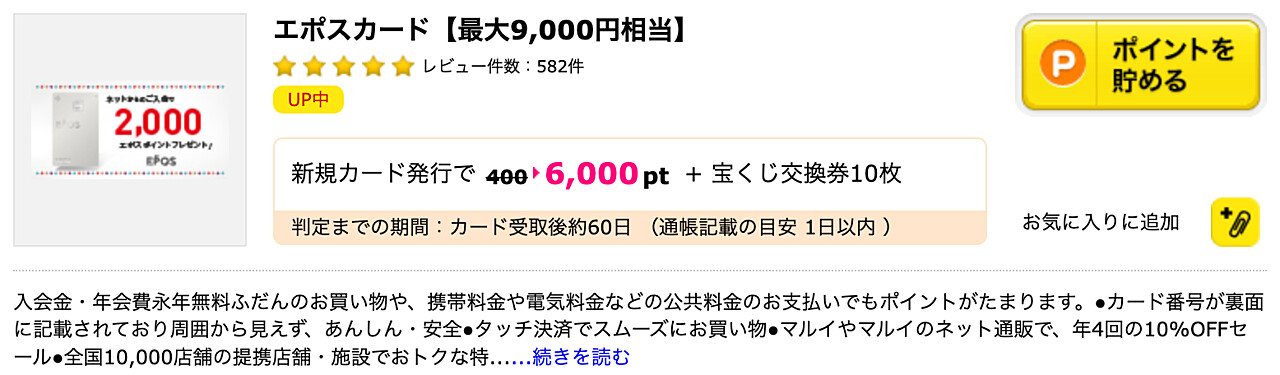 エポスカード【最大9,000円相当】
レビュー件数：582件
UP中
ネットからのご入会で
2,000
エポスポイントプレゼント!
EPOS
EPOS
新規カード発行で 400 6,000 pt + 宝くじ交換券10枚
判定までの期間：カード受取後約60日 （通帳記載の目安 1日以内 ）
P ポイントを
貯める
お気に入りに追加
入会金・年会費永年無料ふだんのお買い物や、携帯料金や電気料金などの公共料金のお支払いでもポイントがたまります。●カード番号が裏面
に記載されており周囲から見えず、あんしん・安全●タッチ決済でスムーズにお買い物●マルイやマルイのネット通販で、年4回の10%OFFセ
ール●全国10,000店舗の提携店舗・施設でおトクな特……続きを読む